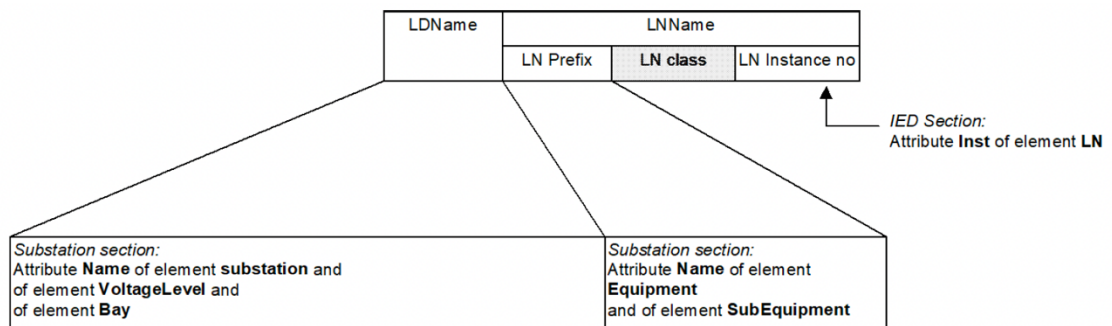 LDName
LNName
LN Prefix
LN class
LN Instance no
IED Section:
Attribute Inst of element LN
Substation section:
Attribute Name of element substation and
of element VoltageLevel and
of element Bay
Substation section:
Attribute Name of element
Equipment
and of element SubEquipment